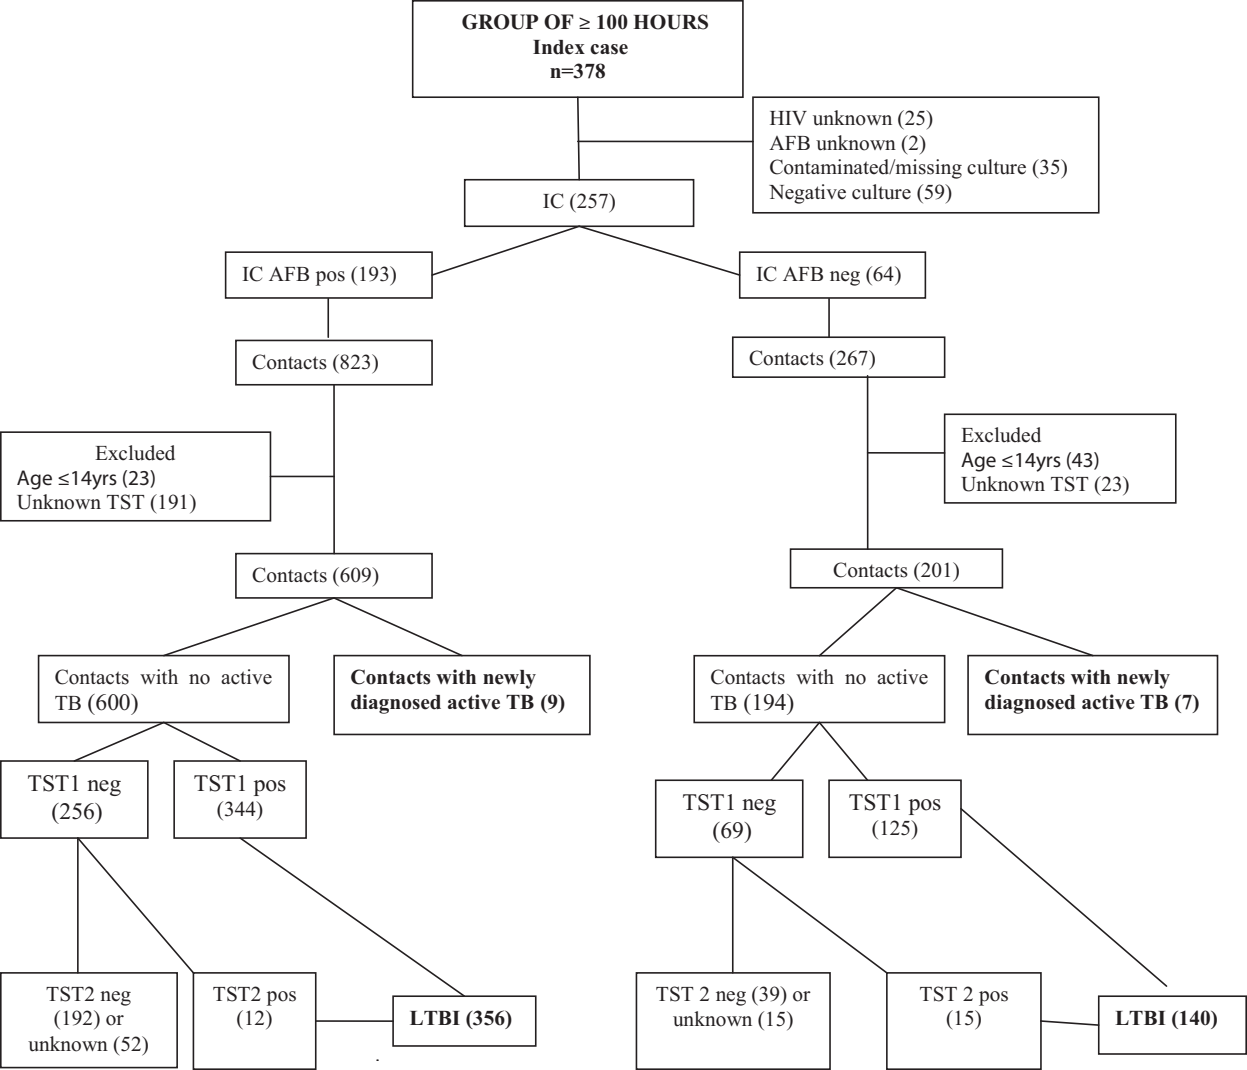 GROUP OF ≥ 100 HOURS
Index case
n=378
HIV unknown (25)
AFB unknown (2)
Contaminated/missing culture (35)
Negative culture (59)
IC (257)
IC AFB pos (193)
IC AFB neg (64)
Contacts (823)
Contacts (267)
Excluded
Age ≤14yrs (23)
Unknown TST (191)
Excluded
Age ≤14yrs (43)
Unknown TST (23)
Contacts (609)
Contacts (201)
Contacts with no active
TB (600)
Contacts with newly
diagnosed active TB (9)
Contacts with no active
TB (194)
Contacts with newly
diagnosed active TB (7)
TST1 neg
(256)
TST1 pos
(344)
TST1 neg
(69)
TST1 pos
(125)
TST2 neg
(192) or
unknown (52)
TST2 pos
(12)
LTBI (356)
TST 2 neg (39) or
unknown (15)
TST 2 pos
(15)
LTBI (140)